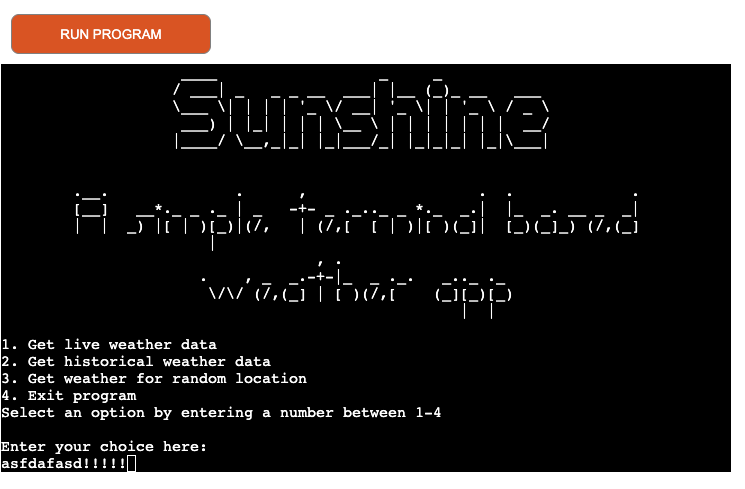 RUN PROGRAM
Sunshine
A simple terminal based
weather app
1. Get live weather data
2. Get historical weather data
3. Get weather for random location
4. Exit program
Select an option by entering a number between 1-4
Enter your choice here:
asfdafasd!!!!!